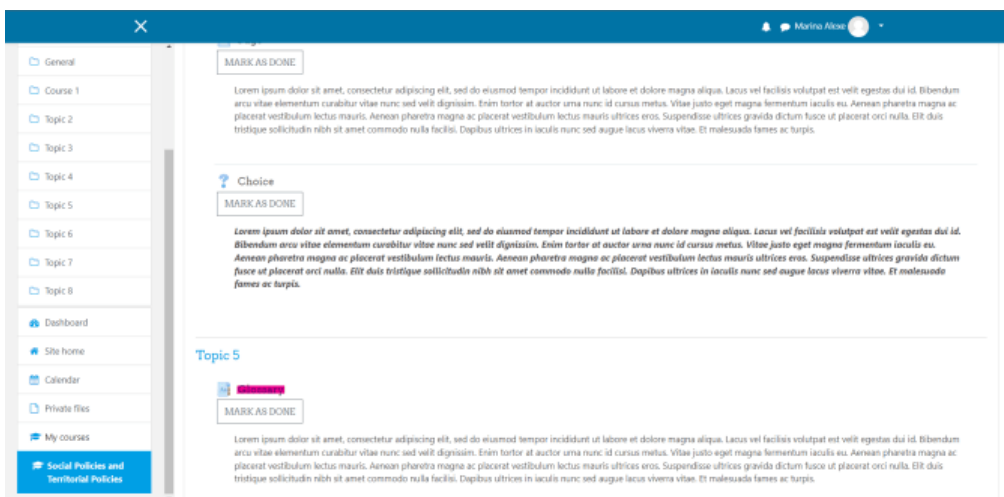 Marina Alexe
General
Course 1
Topic 2
Topic 3
Topic 4
Topic 5
Topic 6
Topic 7
Topic 8
Dashboard
Site home
Calendar
Private files
My courses
Social Policies and
Territorial Policies
MARK AS DONE
Lorem ipsum dolor sit amet, consectetur adipiscing elit, sed do eiusmod tempor incididunt ut labore et dolore magna aliqua. Lacus vel facilisis volutpat est velit egestas dui id. Bibendum
arcu vitae elementum curabitur vitae nunc sed velit dignissim. Enim tortor at auctor urna nunc id cursus metus. Vitae justo eget magna fermentum iaculis eu. Aenean pharetra magna ac
placerat vestibulum lectus mauris. Aenean pharetra magna ac placerat vestibulum lectus mauris ultrices eros. Suspendisse ultrices gravida dictum fusce ut placerat orci nulla. Elit duis
tristique sollicitudin nibh sit amet commodo nulla facilisi. Dapibus ultrices in iaculis nunc sed augue lacus viverra vitae. Et malesuada fames ac turpis.
Choice
MARK AS DONE
Lorem ipsum dolor sit amet, consectetur adipiscing elit, sed do eiusmod tempor incididunt ut labore et dolore magna aliqua. Lacus vel facilisis volutpat est velit egestas dui id.
Bibendum arcu vitae elementum curabitur vitae nunc sed velit dignissim. Enim tortor at auctor urna nunc id cursus metus. Vitae justo eget magna fermentum iaculis eu.
Aenean pharetra magna ac placerat vestibulum lectus mauris. Aenean pharetra magna ac placerat vestibulum lectus mauris ultrices eros. Suspendisse ultrices gravida dictum
fusce ut placerat orci nulla. Elit duis tristique sollicitudin nibh sit amet commodo nulla facilisi. Dapibus ultrices in iaculis nunc sed augue lacus viverra vitae. Et malesuada
fames ac turpis.
Topic 5
Glossary
MARK AS DONE
Lorem ipsum dolor sit amet, consectetur adipiscing elit, sed do eiusmod tempor incididunt ut labore et dolore magna aliqua. Lacus vel facilisis volutpat est velit egestas dui id. Bibendum
arcu vitae elementum curabitur vitae nunc sed velit dignissim. Enim tortor at auctor urna nunc id cursus metus. Vitae justo eget magna fermentum iaculis eu. Aenean pharetra magna ac
placerat vestibulum lectus mauris. Aenean pharetra magna ac placerat vestibulum lectus mauris ultrices eros. Suspendisse ultrices gravida dictum fusce ut placerat orci nulla. Elit duis
tristique sollicitudin nibh sit amet commodo nulla facilisi. Dapibus ultrices in iaculis nunc sed augue lacus viverra vitae. Et malesuada fames ac turpis.